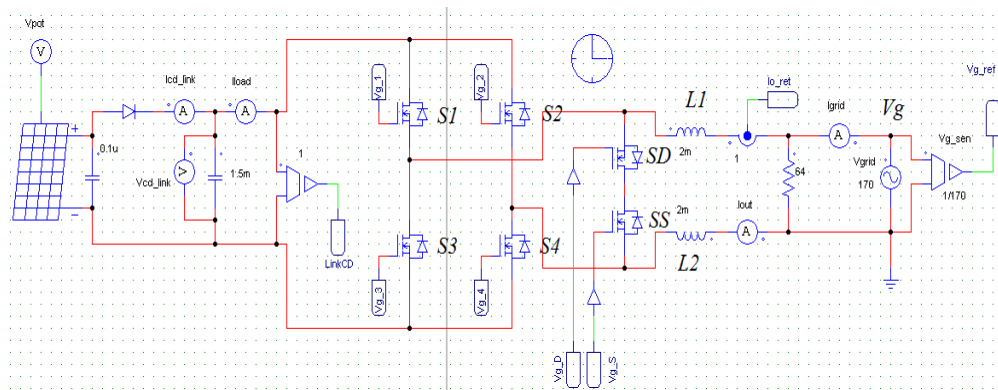 Vpot
V
+
−
0.1u
Icd_link
A
Iload
A
Vcd_link
V
1.5m
1
LinkCD
Vg_1
S1
Vg_2
S2
S3
Vg_3
S4
Vg_4
SD
SS
Vg_D
Vg_S
L1
2m
2m
L2
Io_ret
1
64
Iout
A
Igrid
A
Vg
Vgrid
170
Vg_sen
1/170
Vg_ref